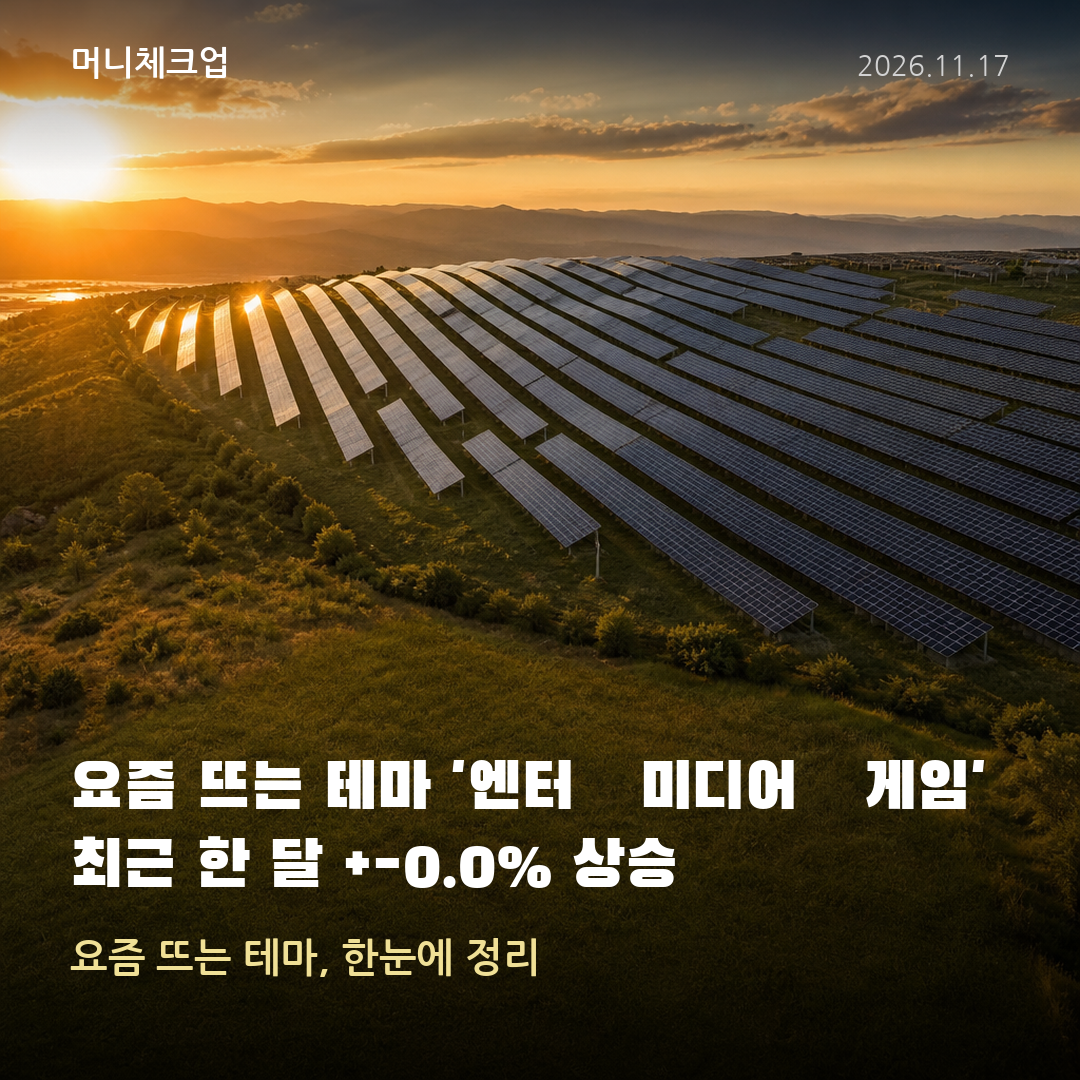 머니체크업
2026.11.17
요즘 뜨는 테마 '엔터 미디어 게임'
최근 한 달 +-0.0% 상승
요즘 뜨는 테마, 한눈에 정리